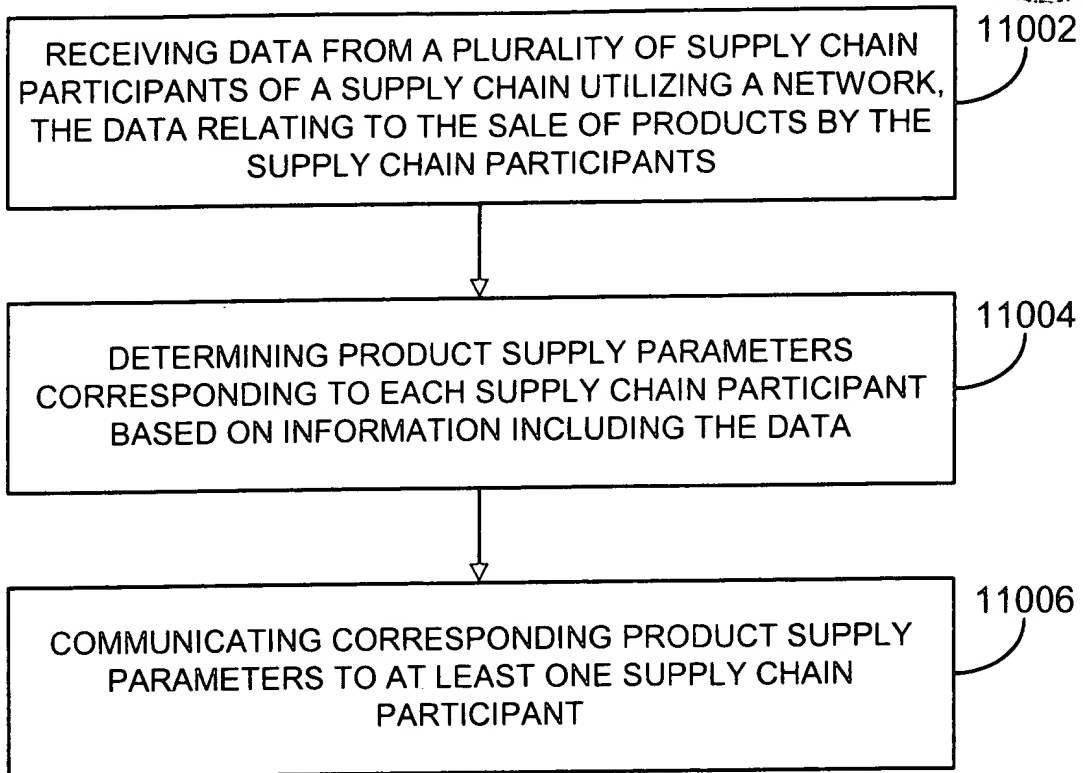 RECEIVING DATA FROM A PLURALITY OF SUPPLY CHAIN
PARTICIPANTS OF A SUPPLY CHAIN UTILIZING A NETWORK,
THE DATA RELATING TO THE SALE OF PRODUCTS BY THE
SUPPLY CHAIN PARTICIPANTS
11002
DETERMINING PRODUCT SUPPLY PARAMETERS
CORRESPONDING TO EACH SUPPLY CHAIN PARTICIPANT
BASED ON INFORMATION INCLUDING THE DATA
11004
COMMUNICATING CORRESPONDING PRODUCT SUPPLY
PARAMETERS TO AT LEAST ONE SUPPLY CHAIN
PARTICIPANT
11006